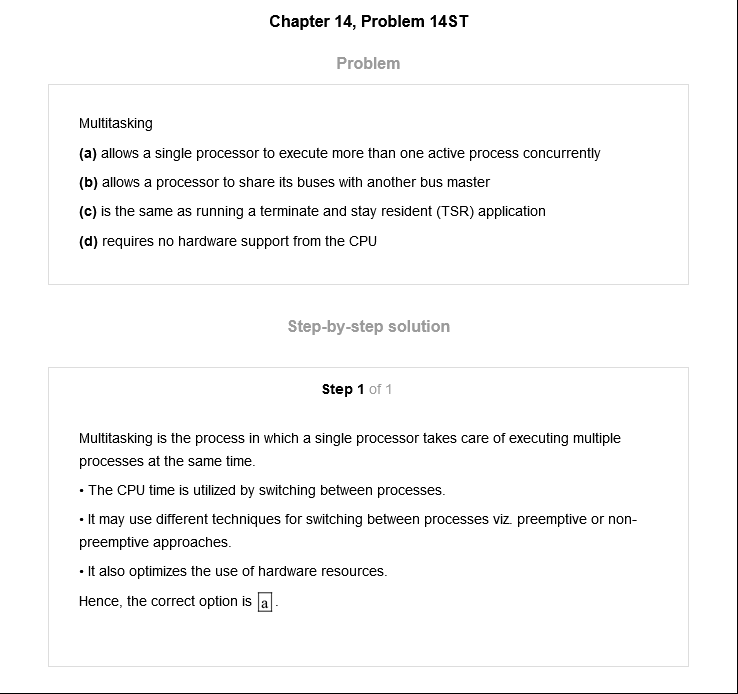 Chapter 14, Problem 14ST
Problem
Multitasking
(a) allows a single processor to execute more than one active process concurrently
(b) allows a processor to share its buses with another bus master
(c) is the same as running a terminate and stay resident (TSR) application
(d) requires no hardware support from the CPU
Step-by-step solution
Step 1 of 1
Multitasking is the process in which a single processor takes care of executing multiple
processes at the same time.
• The CPU time is utilized by switching between processes.
• It may use different techniques for switching between processes viz. preemptive or non-
preemptive approaches.
• It also optimizes the use of hardware resources.
Hence, the correct option is a .